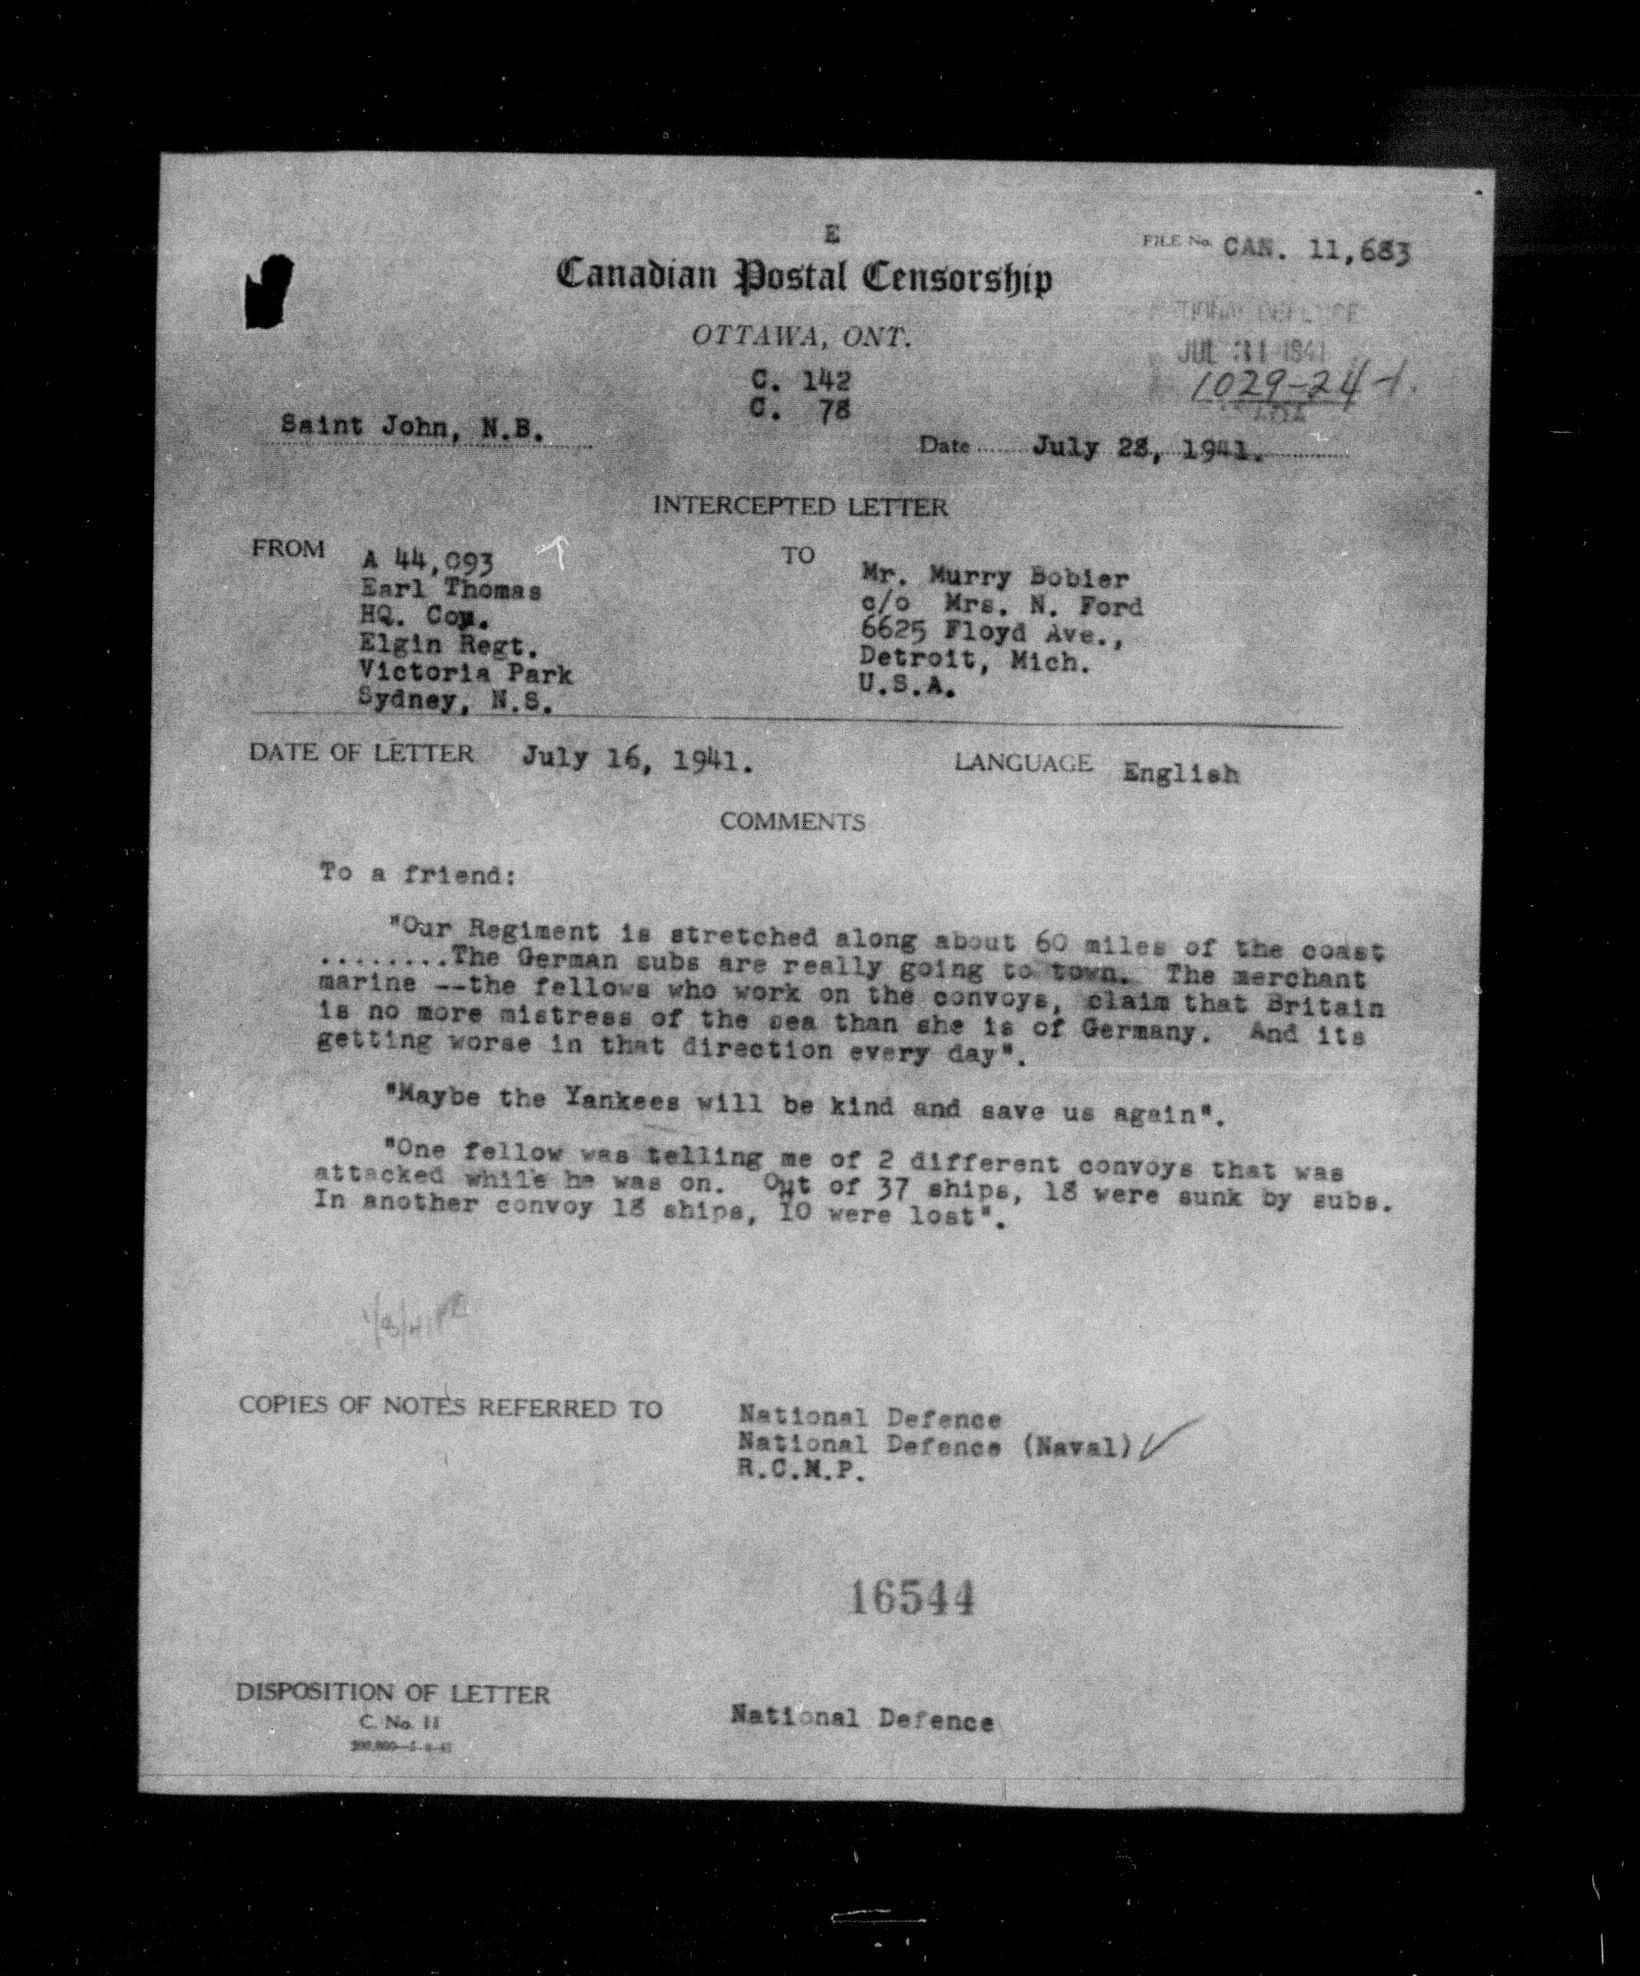 E
FILE No. CAN. 11,683
Canadian Postal Censorship
OTTAWA, ONT.
JUL 31 1941
C. 142
1029-24-1.
C. 78
Saint John, N.B.
Date July 28, 1941.
INTERCEPTED LETTER
FROM
A 44,093
Earl Thomas
HQ. Coy.
Elgin Regt.
Victoria Park
Sydney, N.S.
TO
Mr. Murry Bobier
c/o Mrs. N. Ford
6625 Floyd Ave.,
Detroit, Mich.
U.S.A.
DATE OF LETTER July 16, 1941.
LANGUAGE English
COMMENTS
To a friend:
"Our Regiment is stretched along about 60 miles of the coast
........The German subs are really going to town. The merchant
marine --the fellows who work on the convoys, claim that Britain
is no more mistress of the sea than she is of Germany. And its
getting worse in that direction every day".
"Maybe the Yankees will be kind and save us again".
"One fellow was telling me of 2 different convoys that was
attacked while he was on. Out of 37 ships, 18 were sunk by subs.
In another convoy 18 ships, 10 were lost".
COPIES OF NOTES REFERRED TO
National Defence
National Defence (Naval) ✓
R.C.M.P.
16544
DISPOSITION OF LETTER
National Defence
C. No. 11